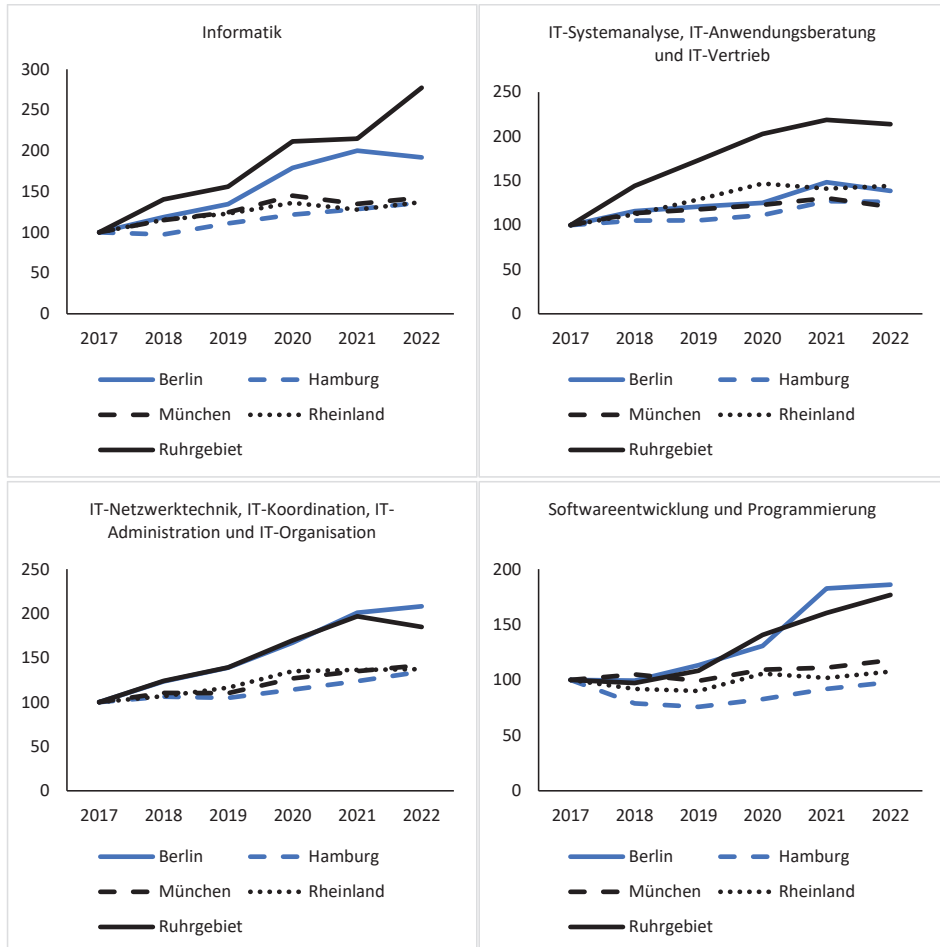 Informatik
300
250
200
150
100
50
0
2017 2018 2019 2020 2021 2022
Berlin Hamburg
München Rheinland
Ruhrgebiet
IT-Systemanalyse, IT-Anwendungsberatung
und IT-Vertrieb
250
200
150
100
50
0
2017 2018 2019 2020 2021 2022
Berlin Hamburg
München Rheinland
Ruhrgebiet
IT-Netzwerktechnik, IT-Koordination, IT-
Administration und IT-Organisation
250
200
150
100
50
0
2017 2018 2019 2020 2021 2022
Berlin Hamburg
München Rheinland
Ruhrgebiet
Softwareentwicklung und Programmierung
200
150
100
50
0
2017 2018 2019 2020 2021 2022
Berlin Hamburg
München Rheinland
Ruhrgebiet